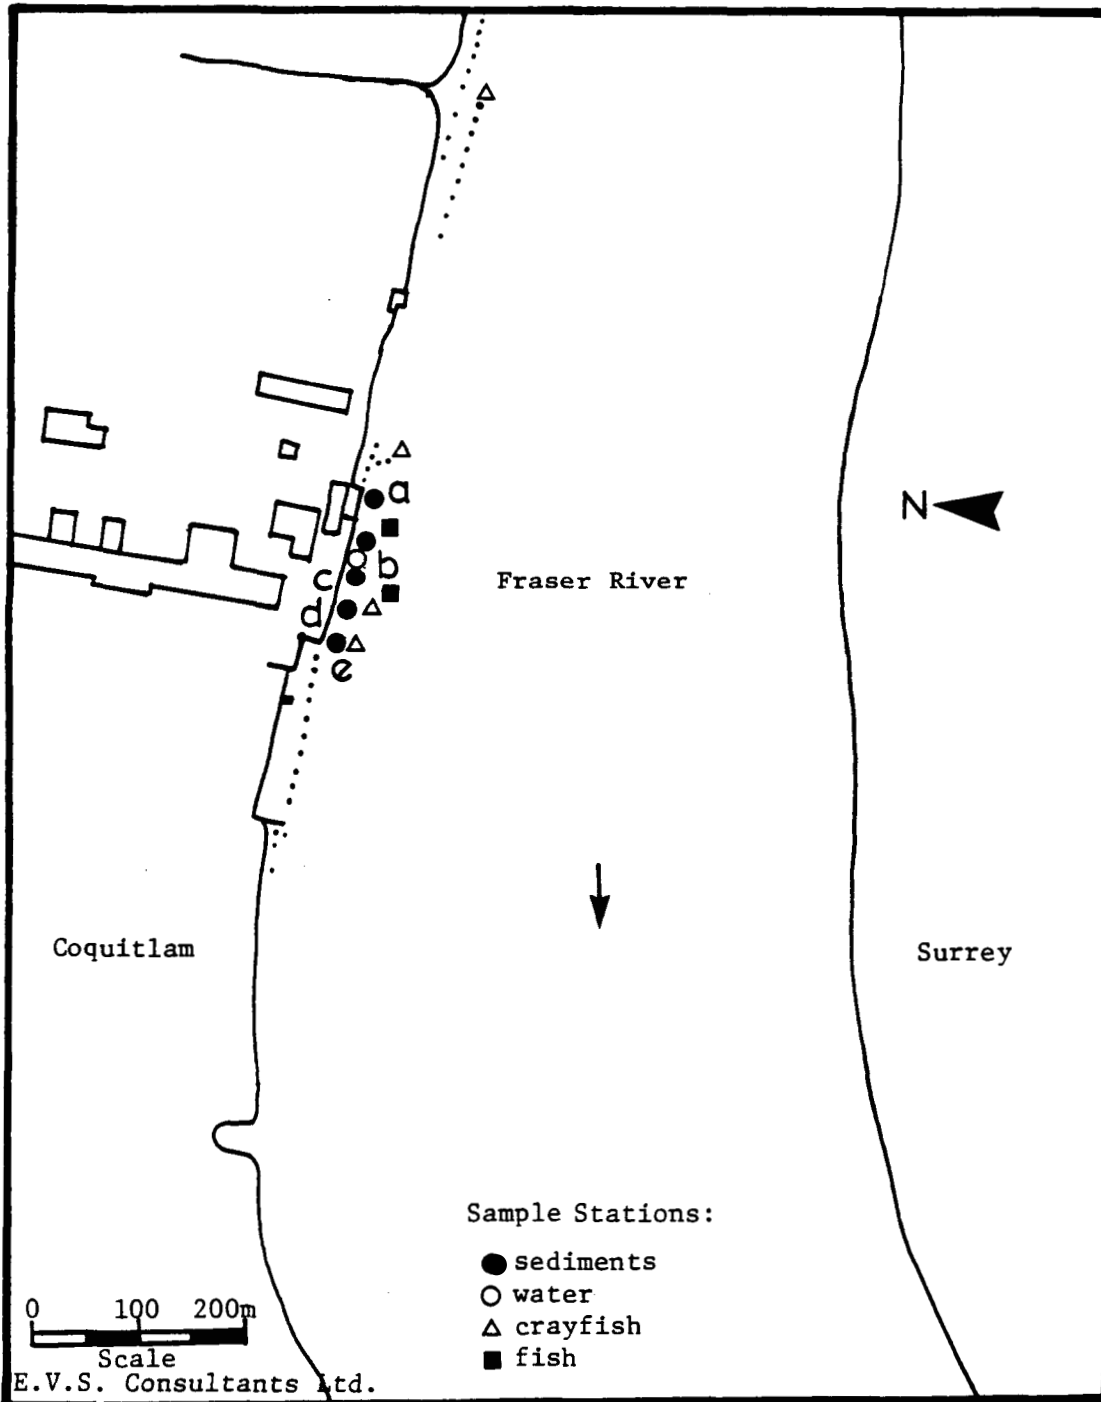 a
N
b
Fraser River
c
d
e
Coquitlam
Surrey
Sample Stations:
sediments
water
crayfish
fish
0 100 200m
Scale
E.V.S. Consultants Ltd.